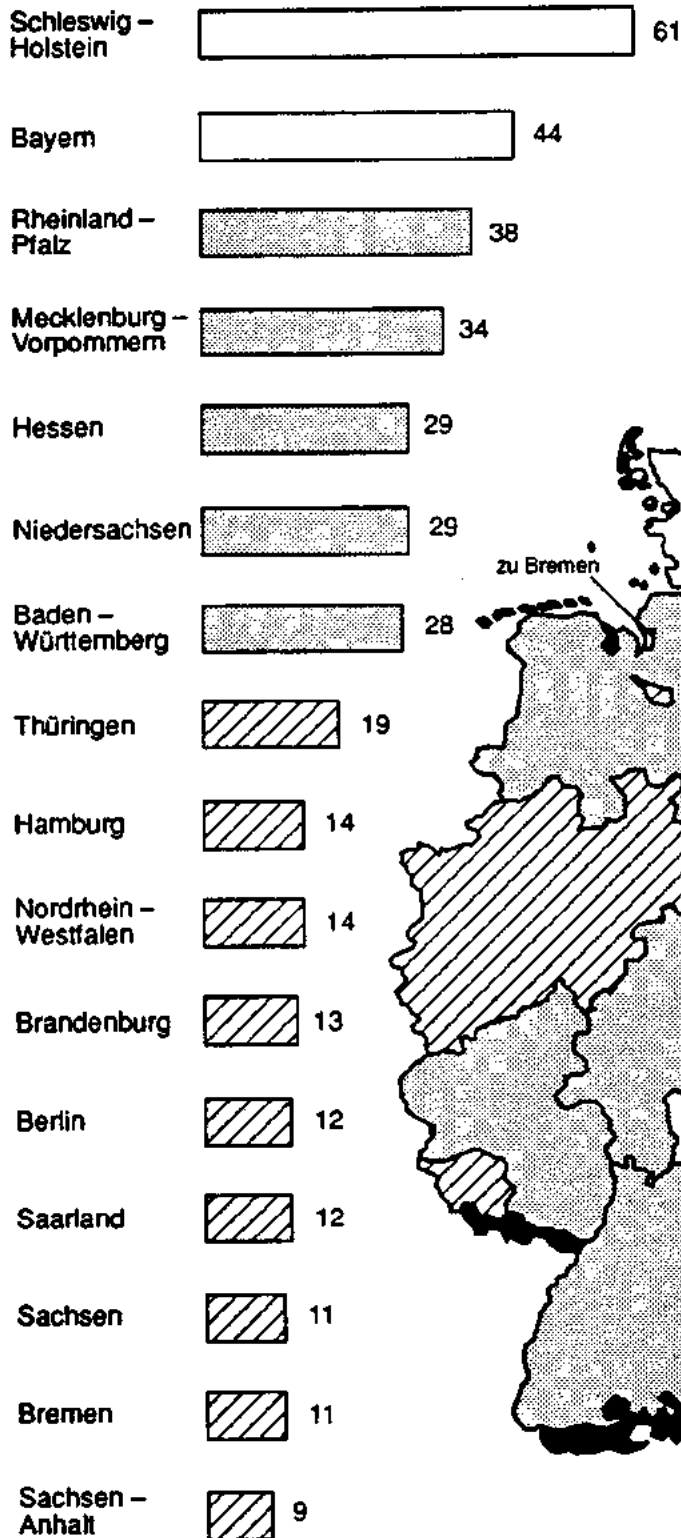 Schleswig –
Holstein
61
Bayern
44
Rheinland –
Pfalz
38
Mecklenburg –
Vorpommern
34
Hessen
29
Niedersachsen
29
zu Bremen
Baden –
Württemberg
28
Thüringen
19
Hamburg
14
Nordrhein –
Westfalen
14
Brandenburg
13
Berlin
12
Saarland
12
Sachsen
11
Bremen
11
Sachsen –
Anhalt
9